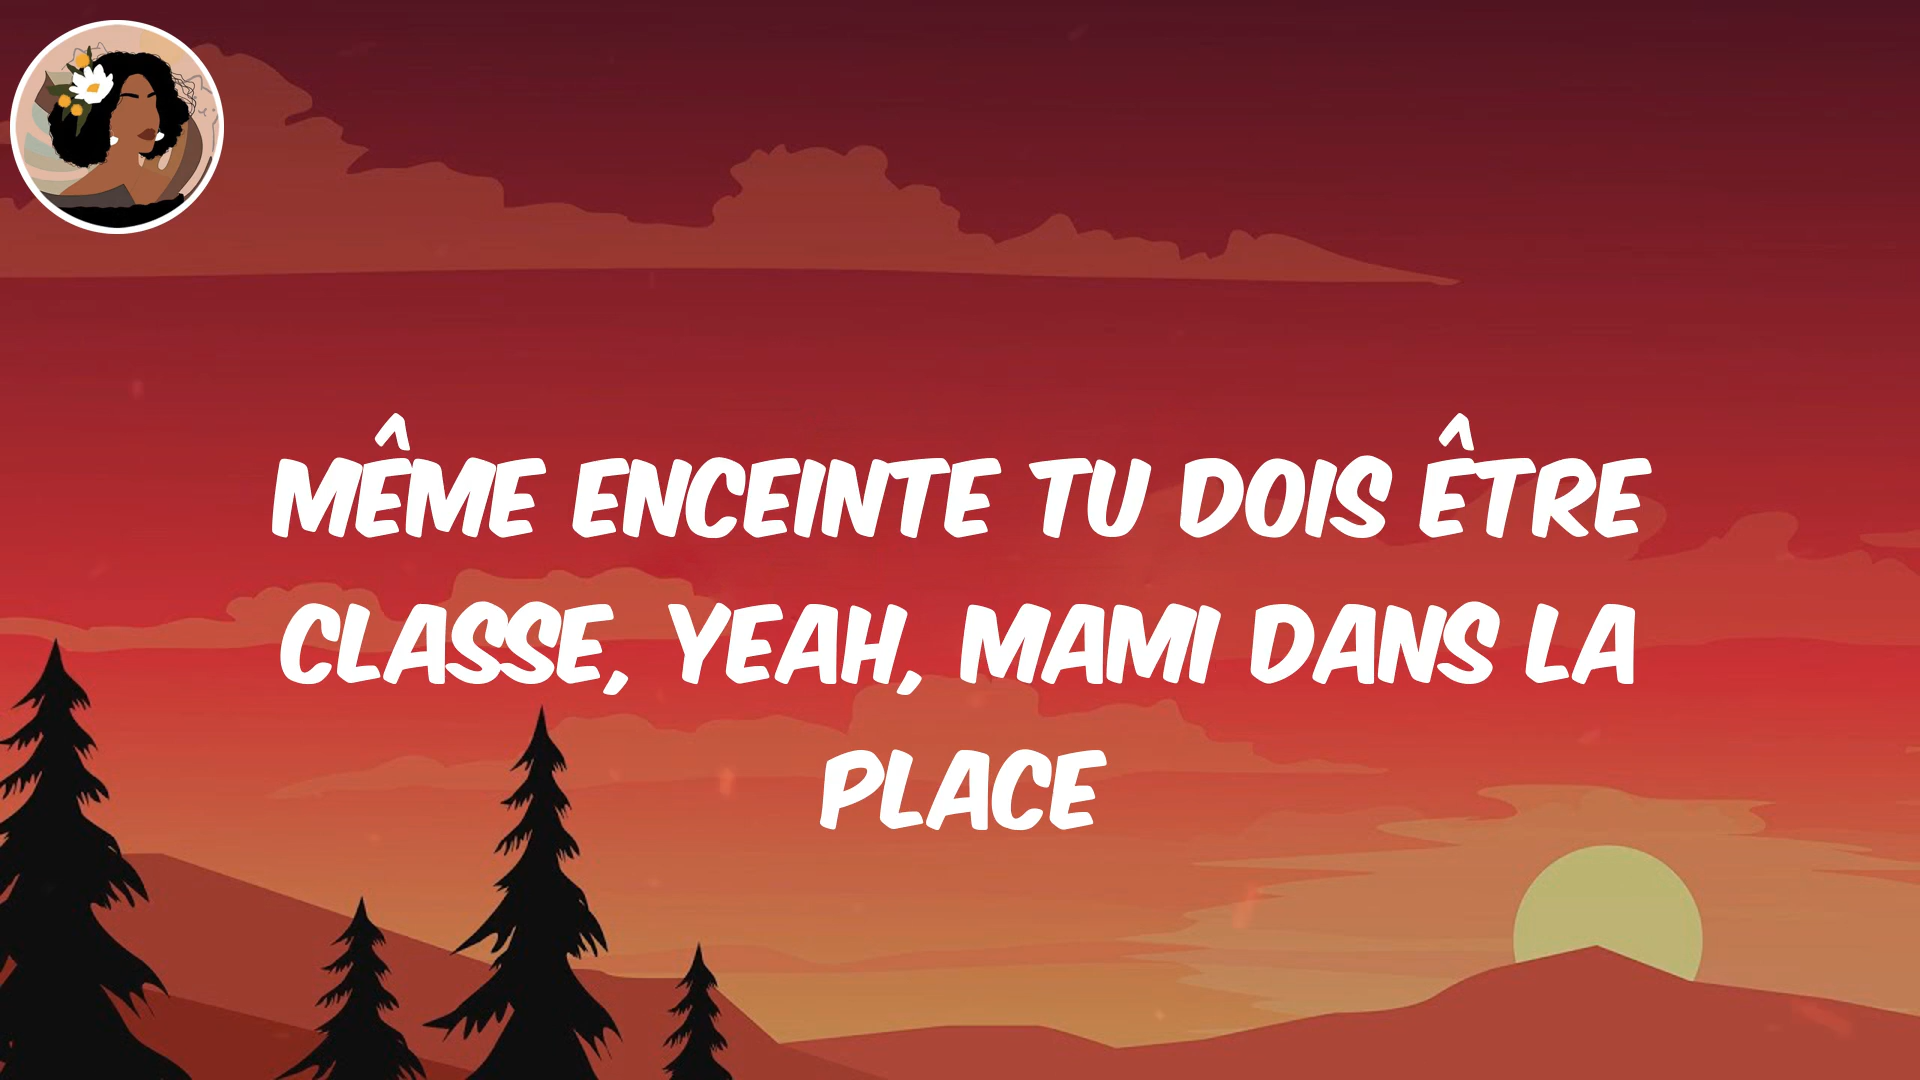 MÊME ENCEINTE TU DOIS ÊTRE
CLASSE, YEAH, MAMI DANS LA
PLACE